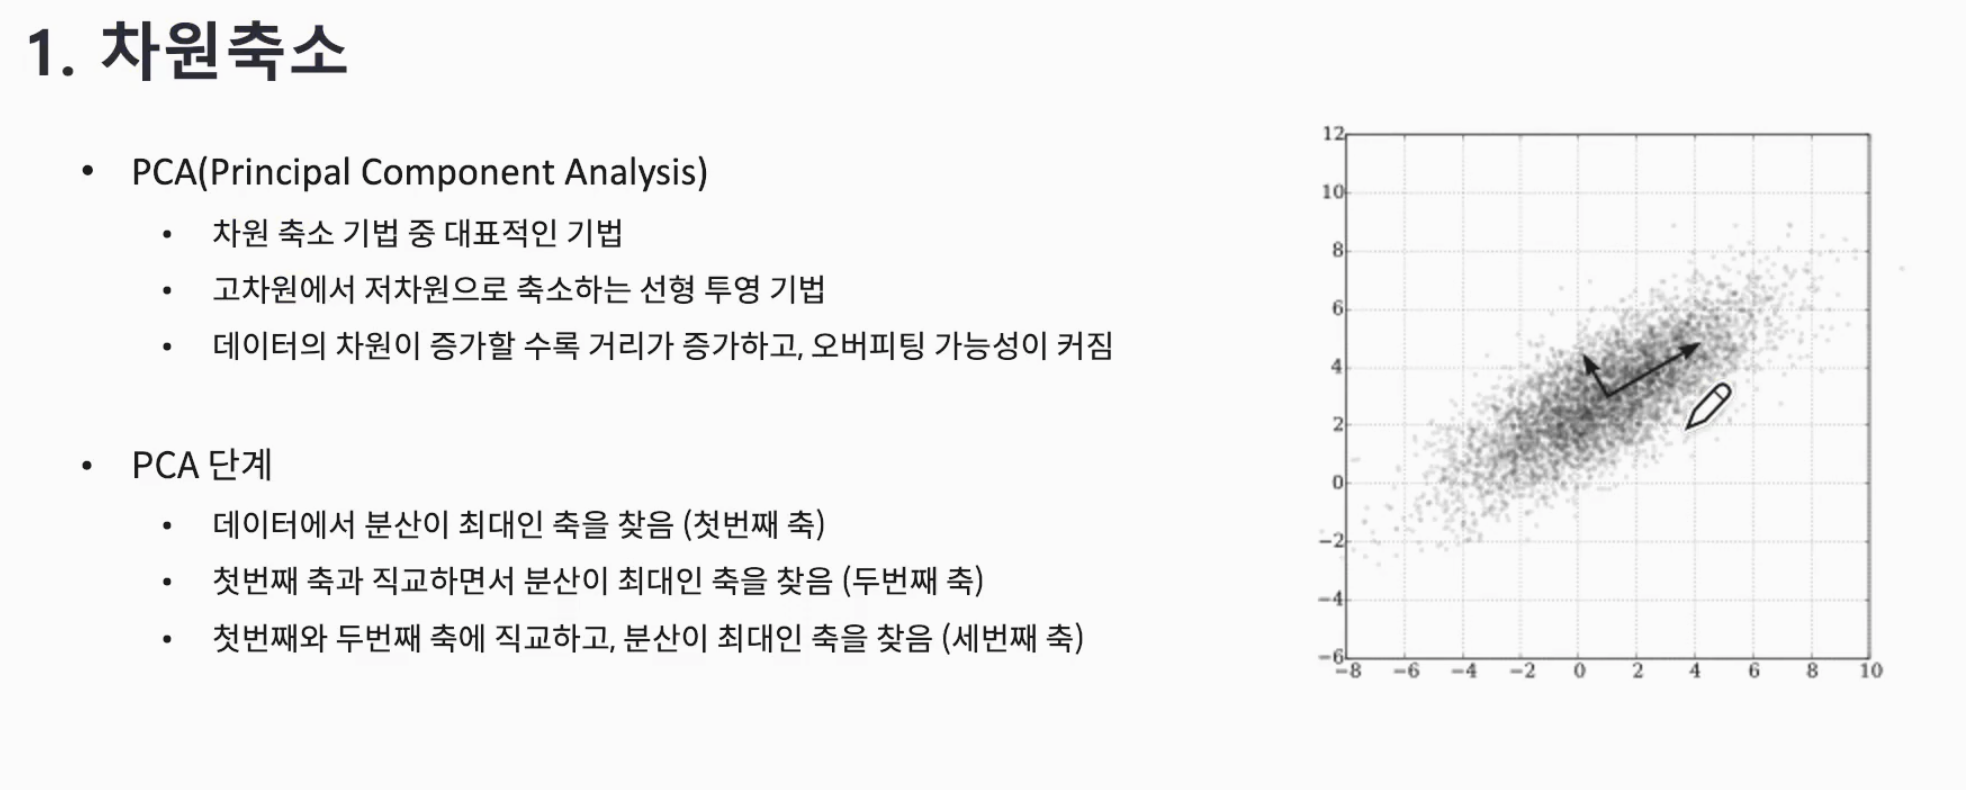 1. 차원축소
• PCA(Principal Component Analysis)
• 차원 축소 기법 중 대표적인 기법
• 고차원에서 저차원으로 축소하는 선형 투영 기법
• 데이터의 차원이 증가할 수록 거리가 증가하고, 오버피팅 가능성이 커짐
• PCA 단계
• 데이터에서 분산이 최대인 축을 찾음 (첫번째 축)
• 첫번째 축과 직교하면서 분산이 최대인 축을 찾음 (두번째 축)
• 첫번째와 두번째 축에 직교하고, 분산이 최대인 축을 찾음 (세번째 축)
12
10
8
6
4
2
0
−2
−4
−6
−8 −6 −4 −2 0 2 4 6 8 10